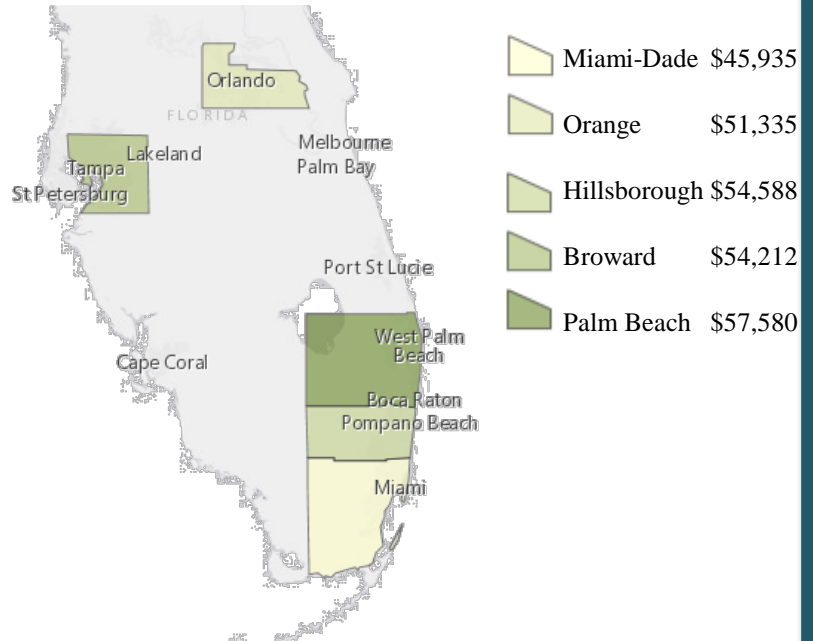 Orlando
FLORIDA
Lakeland
Tampa
St Petersburg
Melbourne
Palm Bay
Port St Lucie
Cape Coral
West Palm
Beach
Boca Raton
Pompano Beach
Miami
Miami-Dade $45,935
Orange $51,335
Hillsborough $54,588
Broward $54,212
Palm Beach $57,580